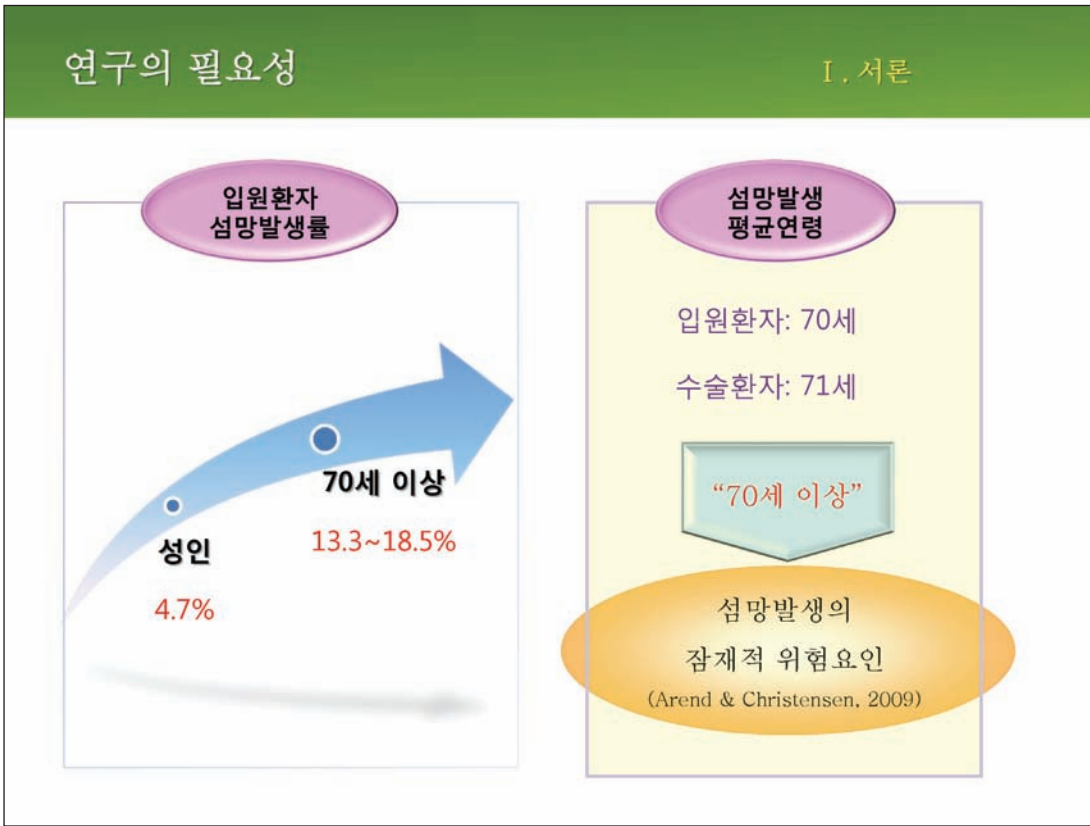 연구의 필요성
Ⅰ. 서론
입원환자
섬망발생률
70세 이상
13.3~18.5%
성인
4.7%
섬망발생
평균연령
입원환자: 70세
수술환자: 71세
“70세 이상”
섬망발생의
잠재적 위험요인
(Arend & Christensen, 2009)